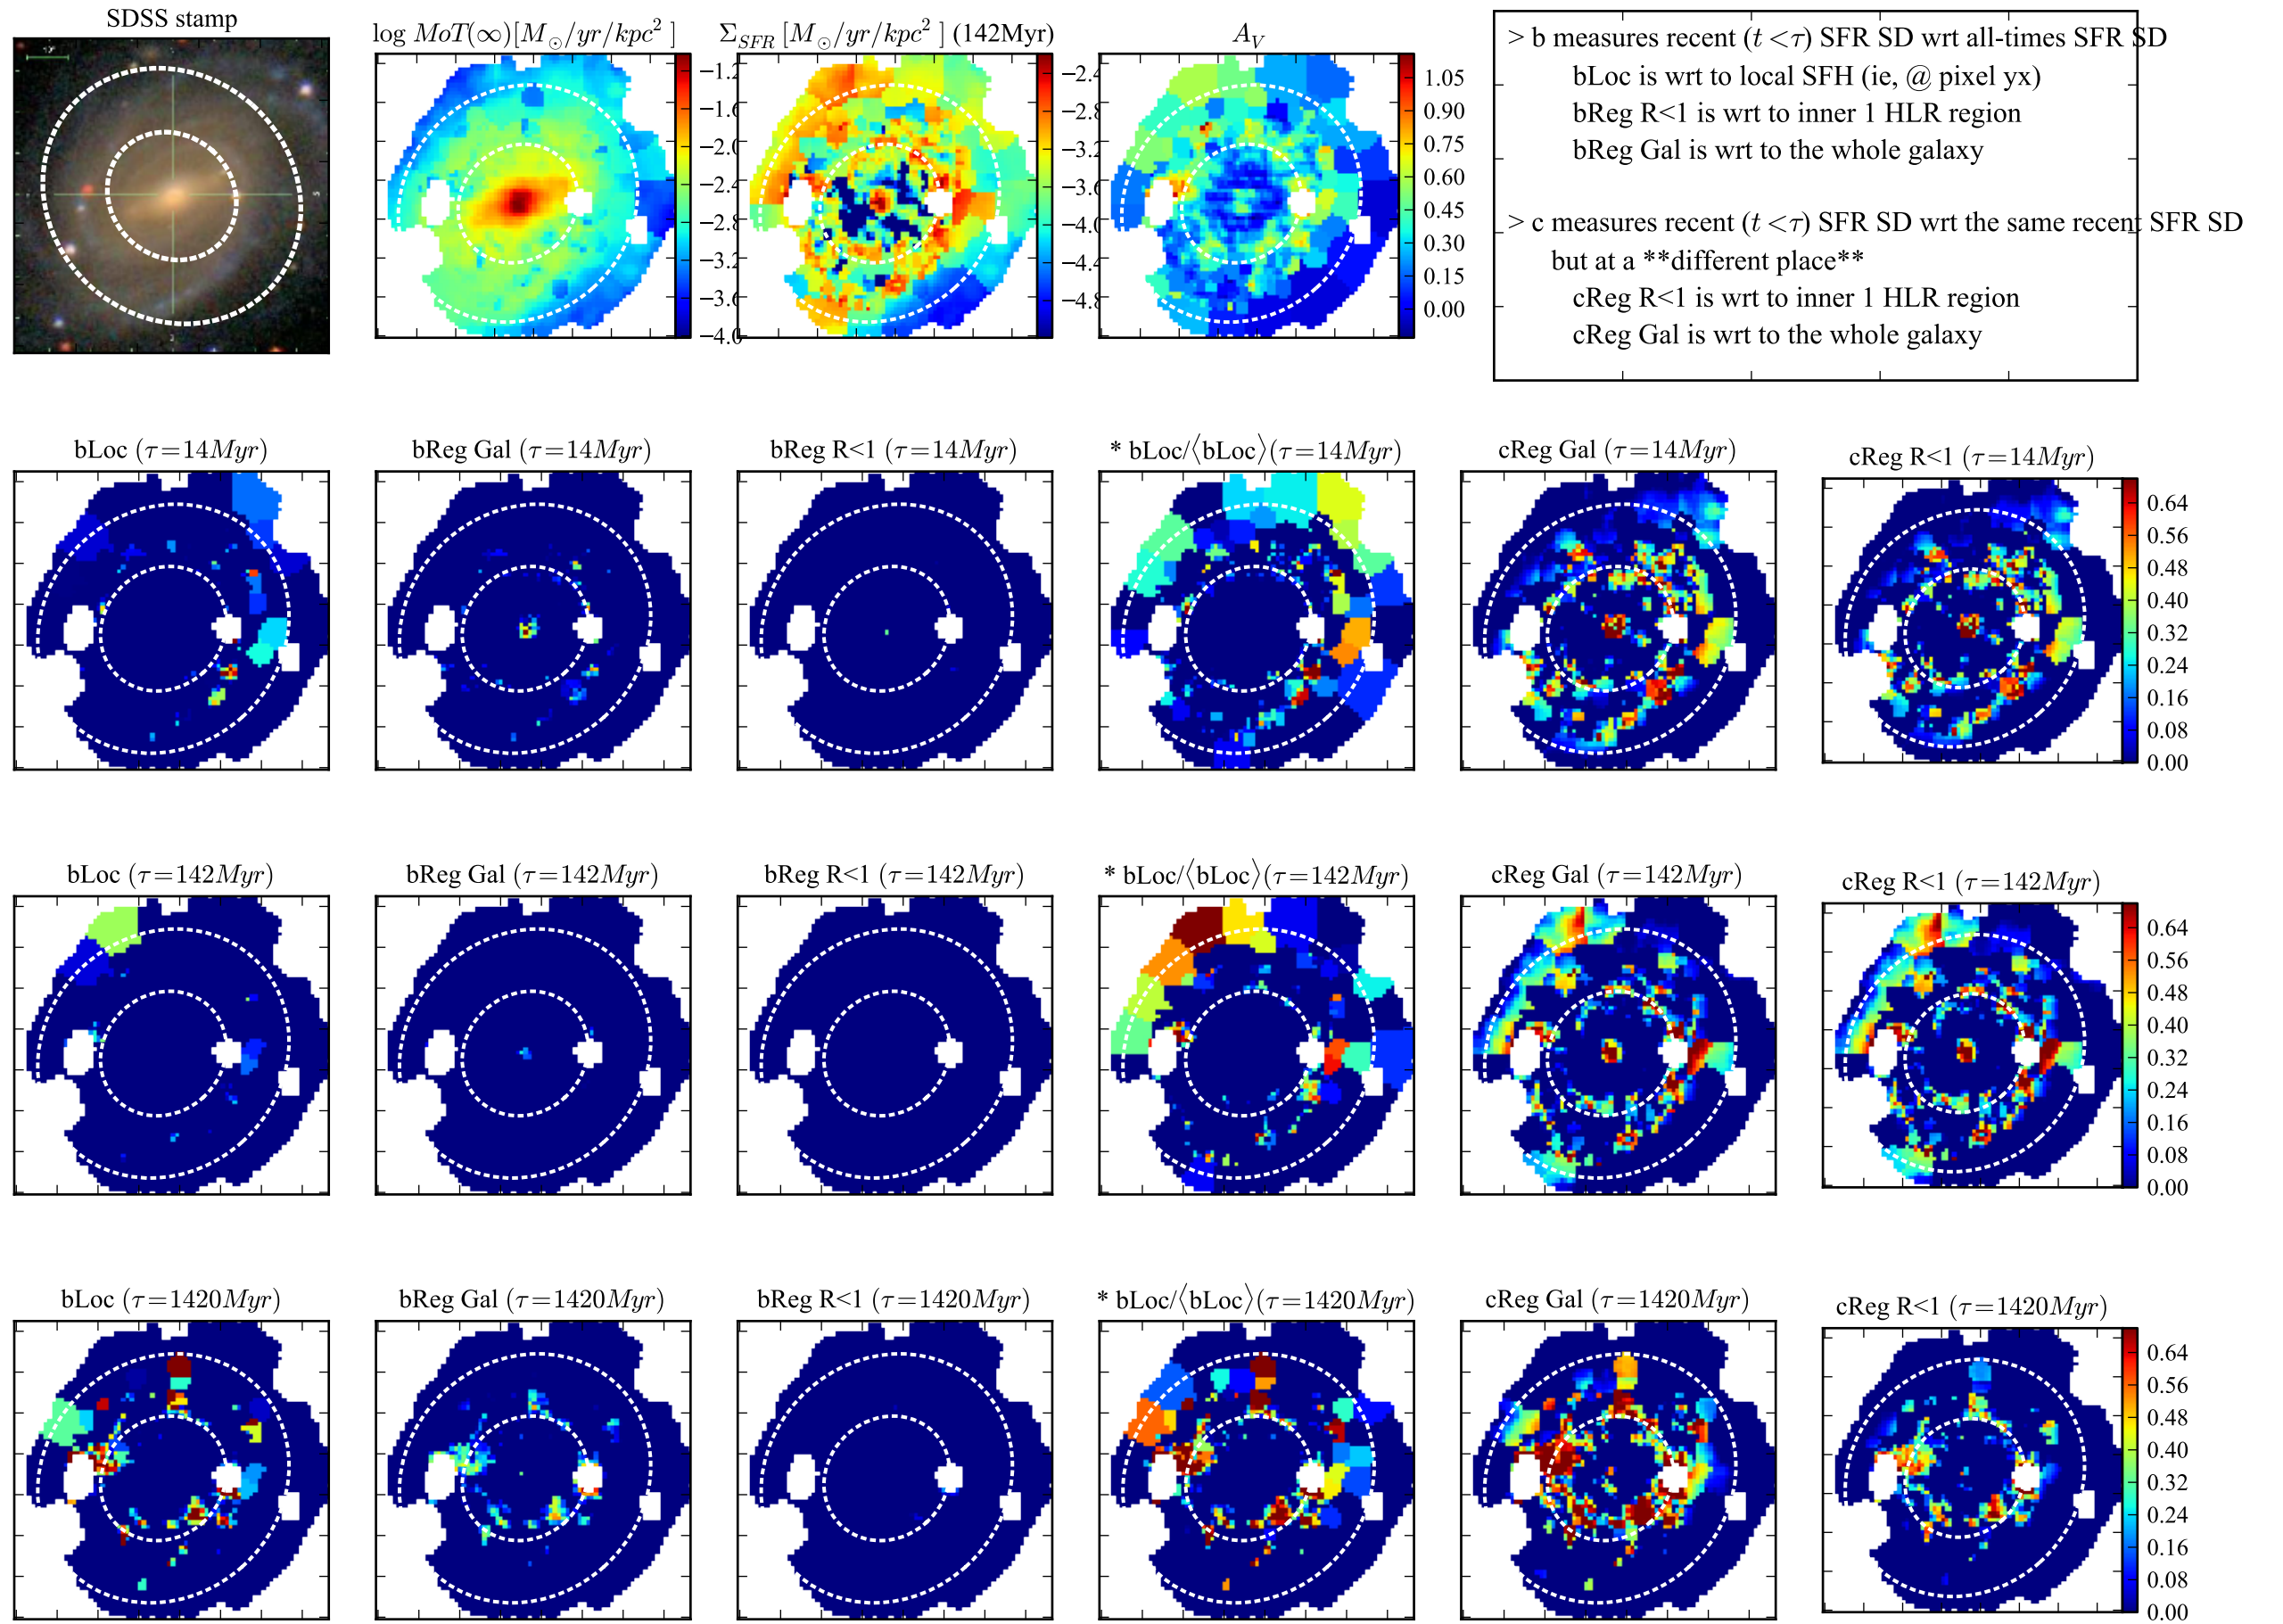 SDSS stamp
log MoT(∞)[M⊙/yr/kpc² ]
Σ_SFR [M⊙/yr/kpc² ] (142Myr)
A_V
−1.2
−1.6
−2.0
−2.4
−2.8
−3.2
−3.6
−4.0
−2.4
−2.8
−3.2
−3.6
−4.0
−4.4
−4.8
1.05
0.90
0.75
0.60
0.45
0.30
0.15
0.00
> b measures recent (t <τ) SFR SD wrt all-times SFR SD
bLoc is wrt to local SFH (ie, @ pixel yx)
bReg R<1 is wrt to inner 1 HLR region
bReg Gal is wrt to the whole galaxy
> c measures recent (t <τ) SFR SD wrt the same recent SFR SD
but at a **different place**
cReg R<1 is wrt to inner 1 HLR region
cReg Gal is wrt to the whole galaxy
bLoc (τ=14Myr)
bReg Gal (τ=14Myr)
bReg R<1 (τ=14Myr)
* bLoc/⟨bLoc⟩(τ=14Myr)
cReg Gal (τ=14Myr)
cReg R<1 (τ=14Myr)
0.64
0.56
0.48
0.40
0.32
0.24
0.16
0.08
0.00
bLoc (τ=142Myr)
bReg Gal (τ=142Myr)
bReg R<1 (τ=142Myr)
* bLoc/⟨bLoc⟩(τ=142Myr)
cReg Gal (τ=142Myr)
cReg R<1 (τ=142Myr)
0.64
0.56
0.48
0.40
0.32
0.24
0.16
0.08
0.00
bLoc (τ=1420Myr)
bReg Gal (τ=1420Myr)
bReg R<1 (τ=1420Myr)
* bLoc/⟨bLoc⟩(τ=1420Myr)
cReg Gal (τ=1420Myr)
cReg R<1 (τ=1420Myr)
0.64
0.56
0.48
0.40
0.32
0.24
0.16
0.08
0.00